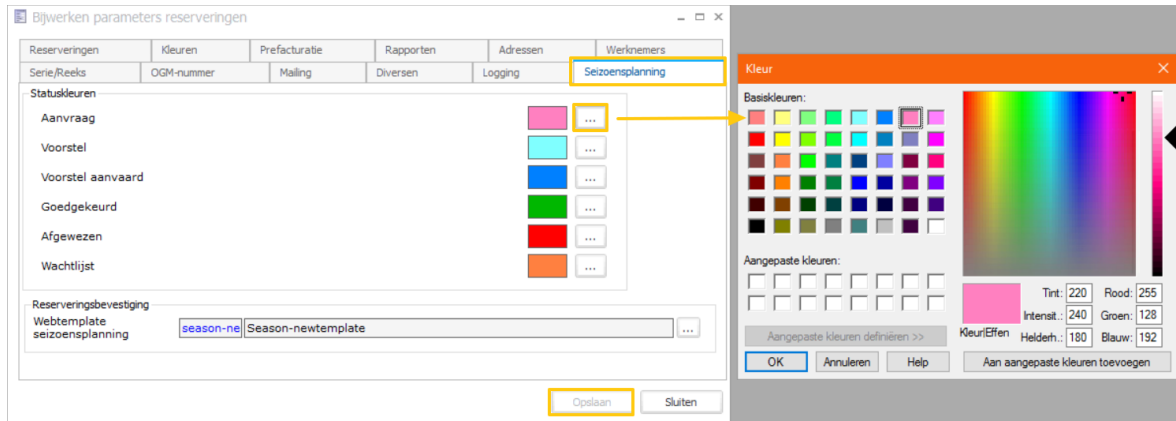 Bijwerken parameters reserveringen
Reserveringen Kleuren Prefacturatie Rapporten Adressen Werknemers
Serie/Reeks OGM-nummer Mailing Diversen Logging Seizoensplanning
Statuskleuren
Aanvraag ...
Voorstel ...
Voorstel aanvaard ...
Goedgekeurd ...
Afgewezen ...
Wachtlijst ...
Reserveringsbevestiging
Webtemplate
seizoensplanning
season-ne Season-newtemplate ...
Opslaan Sluiten
Kleur
Basiskleuren:
Aangepaste kleuren:
Aangepaste kleuren definiëren >>
OK Annuleren Help
Kleur|Effen
Tint: 220 Rood: 255
Intensit.: 240 Groen: 128
Helderh.: 180 Blauw: 192
Aan aangepaste kleuren toevoegen